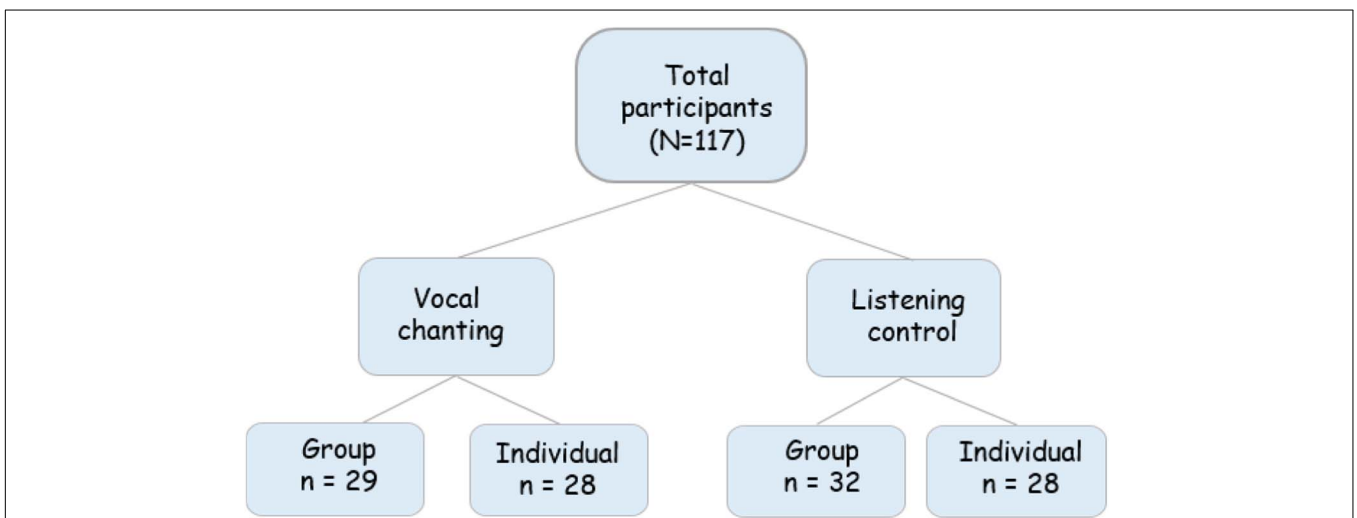 Total
participants
(N=117)
Vocal
chanting
Listening
control
Group
n = 29
Individual
n = 28
Group
n = 32
Individual
n = 28